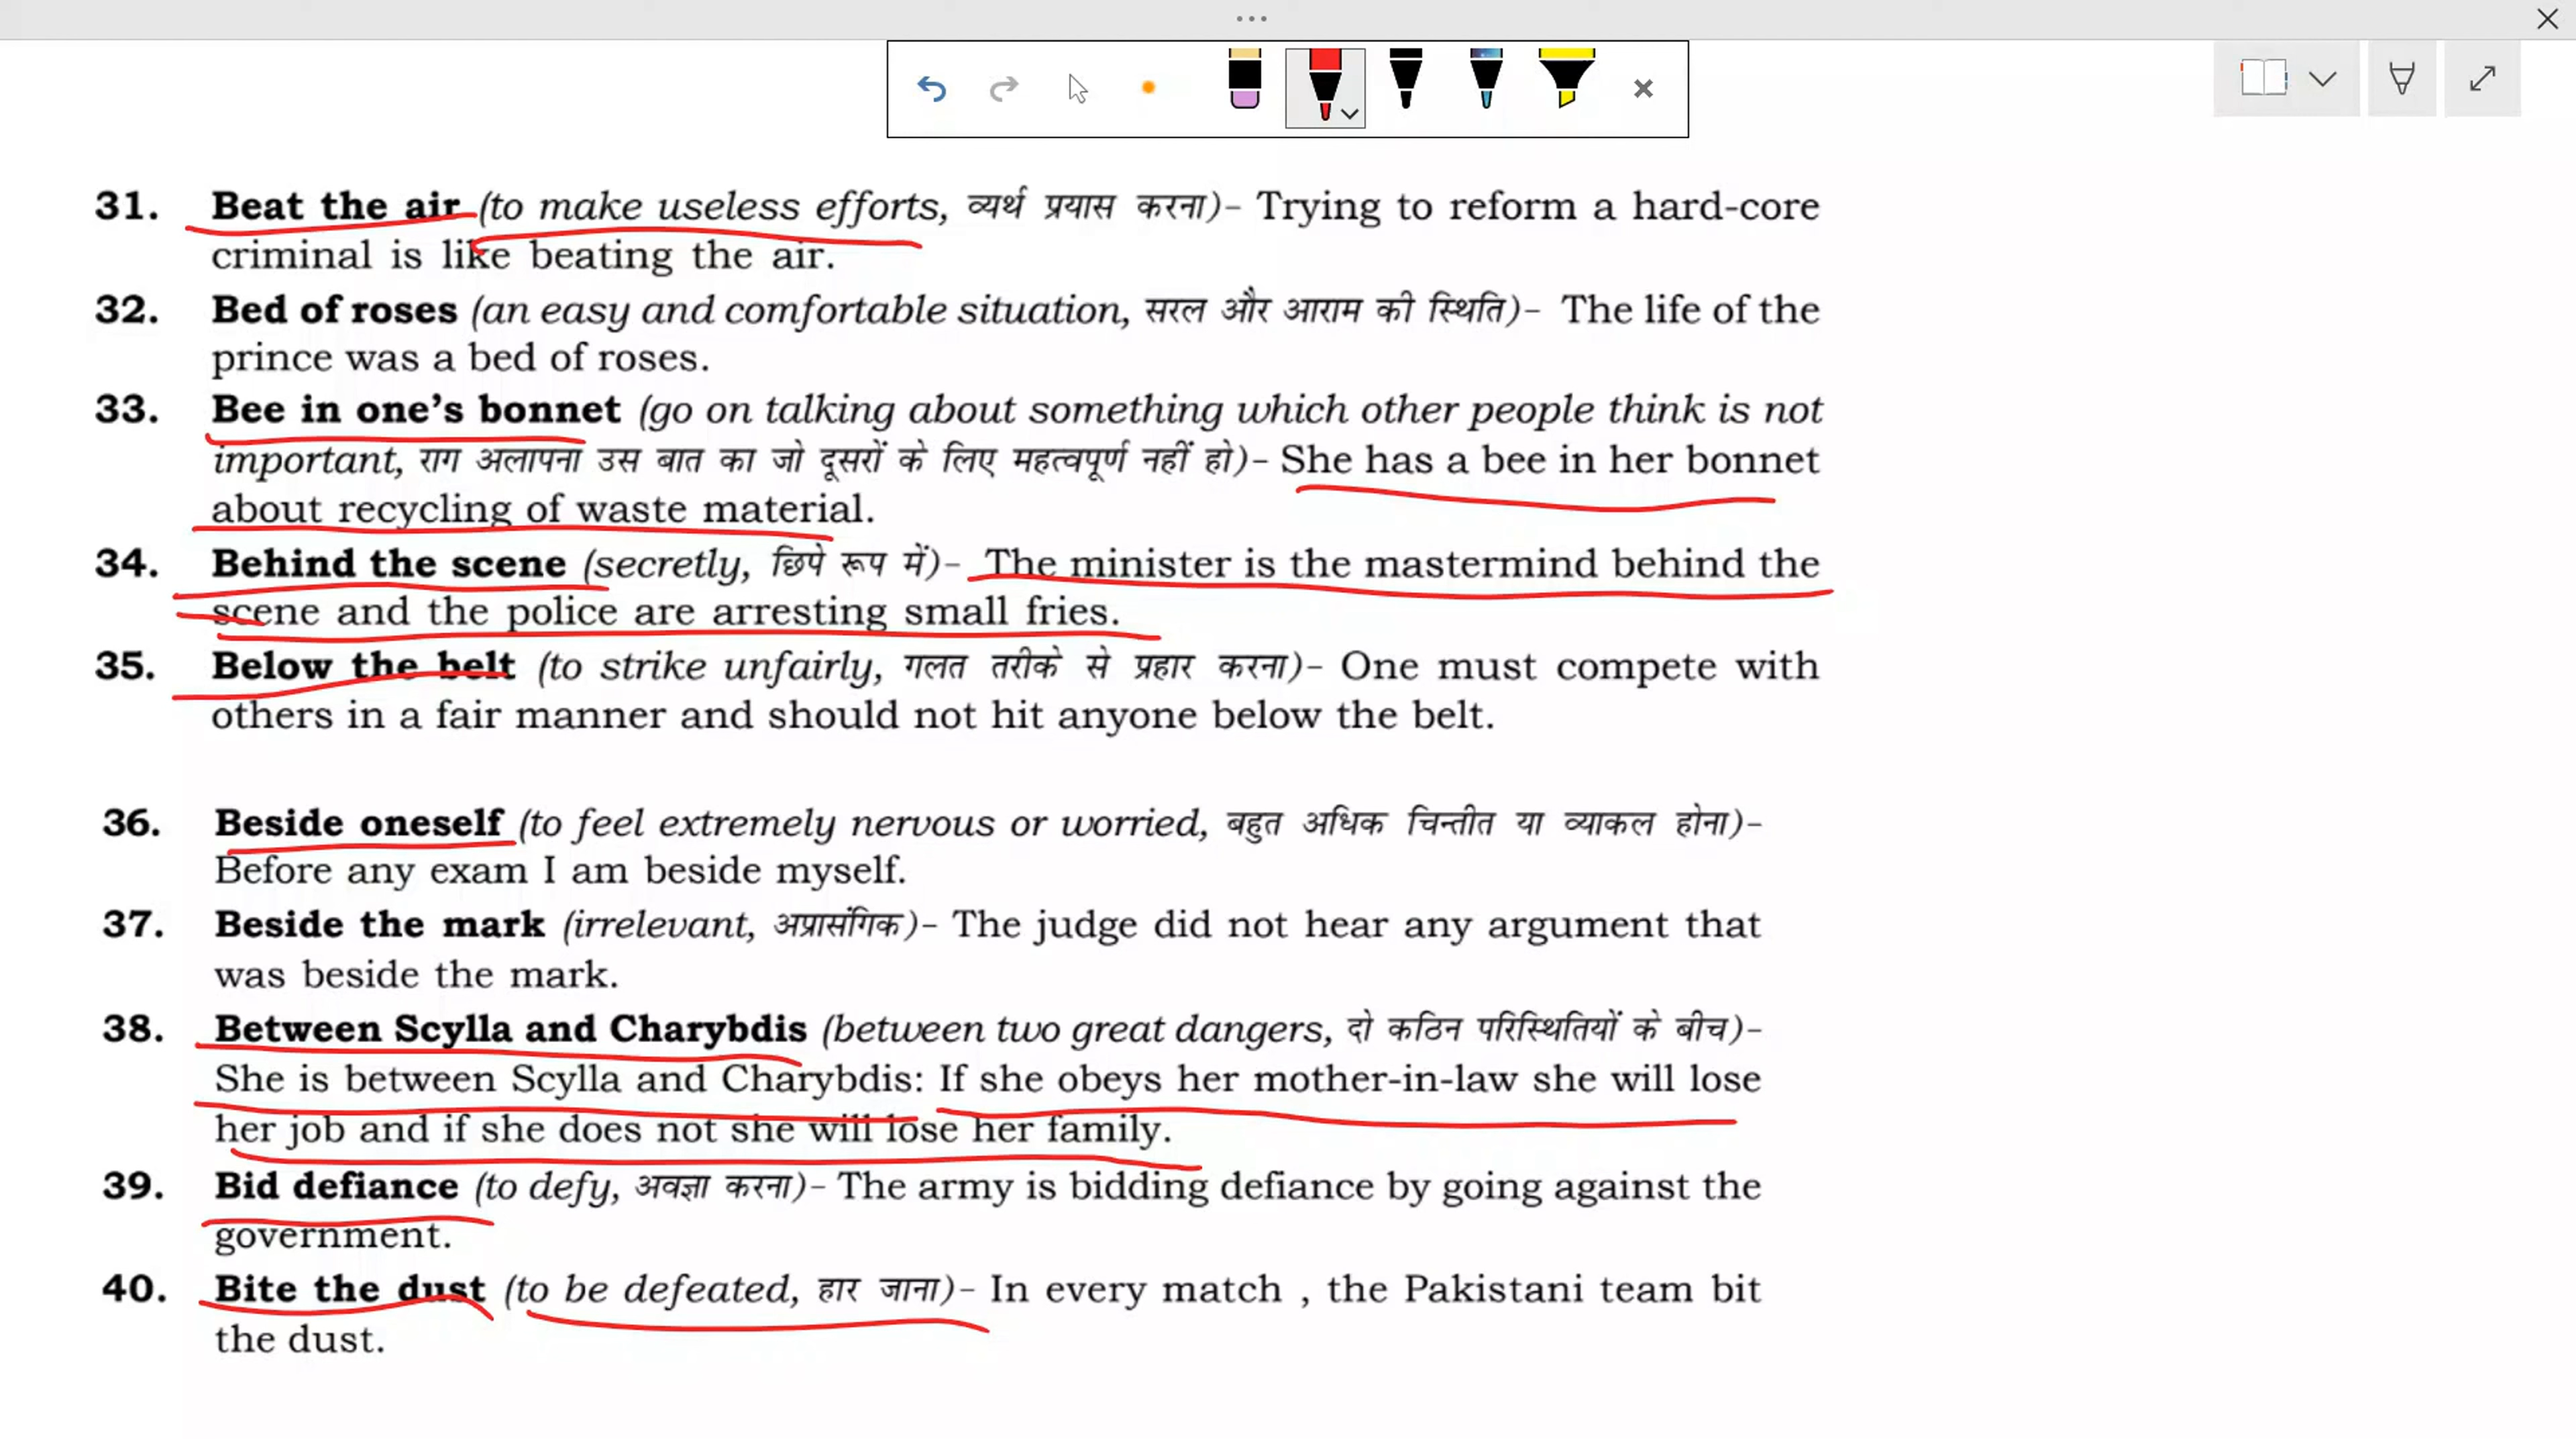 31. Beat the air (to make useless efforts, व्यर्थ प्रयास करना)- Trying to reform a hard-core
criminal is like beating the air.
32. Bed of roses (an easy and comfortable situation, सरल और आराम की स्थिति)- The life of the
prince was a bed of roses.
33. Bee in one's bonnet (go on talking about something which other people think is not
important, राग अलापना उस बात का जो दूसरों के लिए महत्वपूर्ण नहीं हो)- She has a bee in her bonnet
about recycling of waste material.
34. Behind the scene (secretly, छिपे रूप में)- The minister is the mastermind behind the
scene and the police are arresting small fries.
35. Below the belt (to strike unfairly, गलत तरीके से प्रहार करना)- One must compete with
others in a fair manner and should not hit anyone below the belt.
36. Beside oneself (to feel extremely nervous or worried, बहुत अधिक चिन्तीत या व्याकल होना)-
Before any exam I am beside myself.
37. Beside the mark (irrelevant, अप्रासंगिक)- The judge did not hear any argument that
was beside the mark.
38. Between Scylla and Charybdis (between two great dangers, दो कठिन परिस्थितियों के बीच)-
She is between Scylla and Charybdis: If she obeys her mother-in-law she will lose
her job and if she does not she will lose her family.
39. Bid defiance (to defy, अवज्ञा करना)- The army is bidding defiance by going against the
government.
40. Bite the dust (to be defeated, हार जाना)- In every match , the Pakistani team bit
the dust.